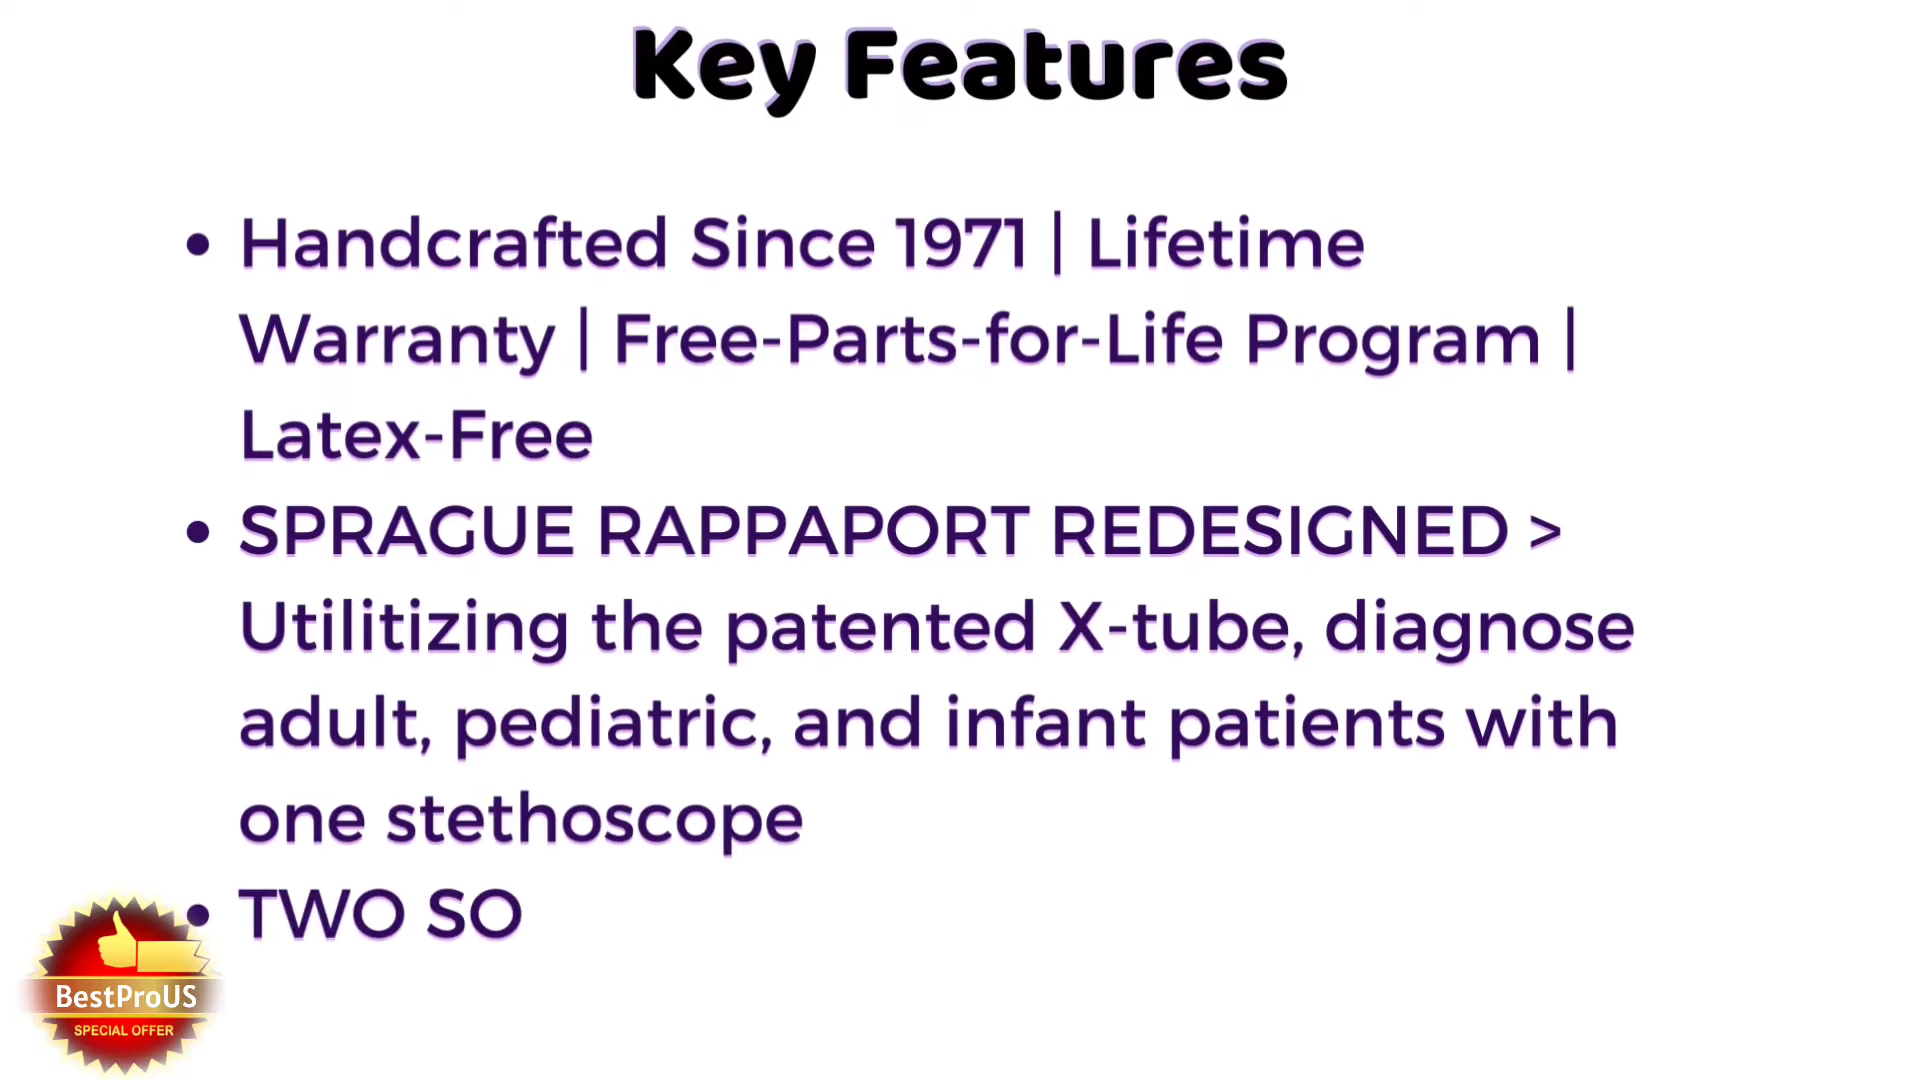 Key Features
• Handcrafted Since 1971 | Lifetime
Warranty | Free-Parts-for-Life Program |
Latex-Free
• SPRAGUE RAPPAPORT REDESIGNED >
Utilitizing the patented X-tube, diagnose
adult, pediatric, and infant patients with
one stethoscope
• TWO SO
BestProUS
SPECIAL OFFER